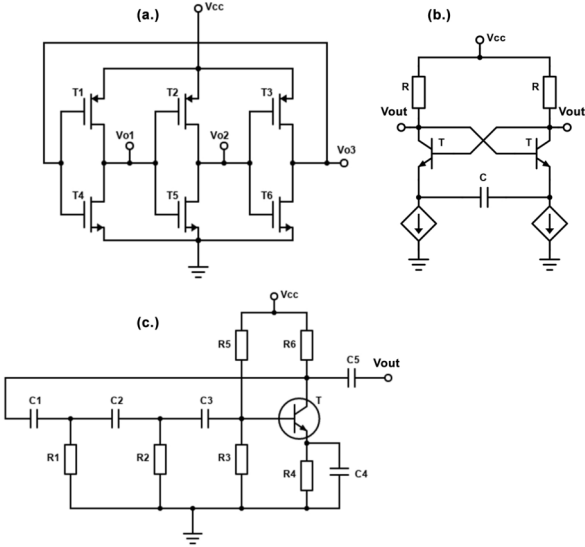 (a.)
Vcc
T1
T2
T3
Vo1
Vo2
Vo3
T4
T5
T6
(b.)
Vcc
R
R
Vout
Vout
T
T
C
(c.)
Vcc
R5
R6
C5
Vout
C1
C2
C3
T
R1
R2
R3
R4
C4